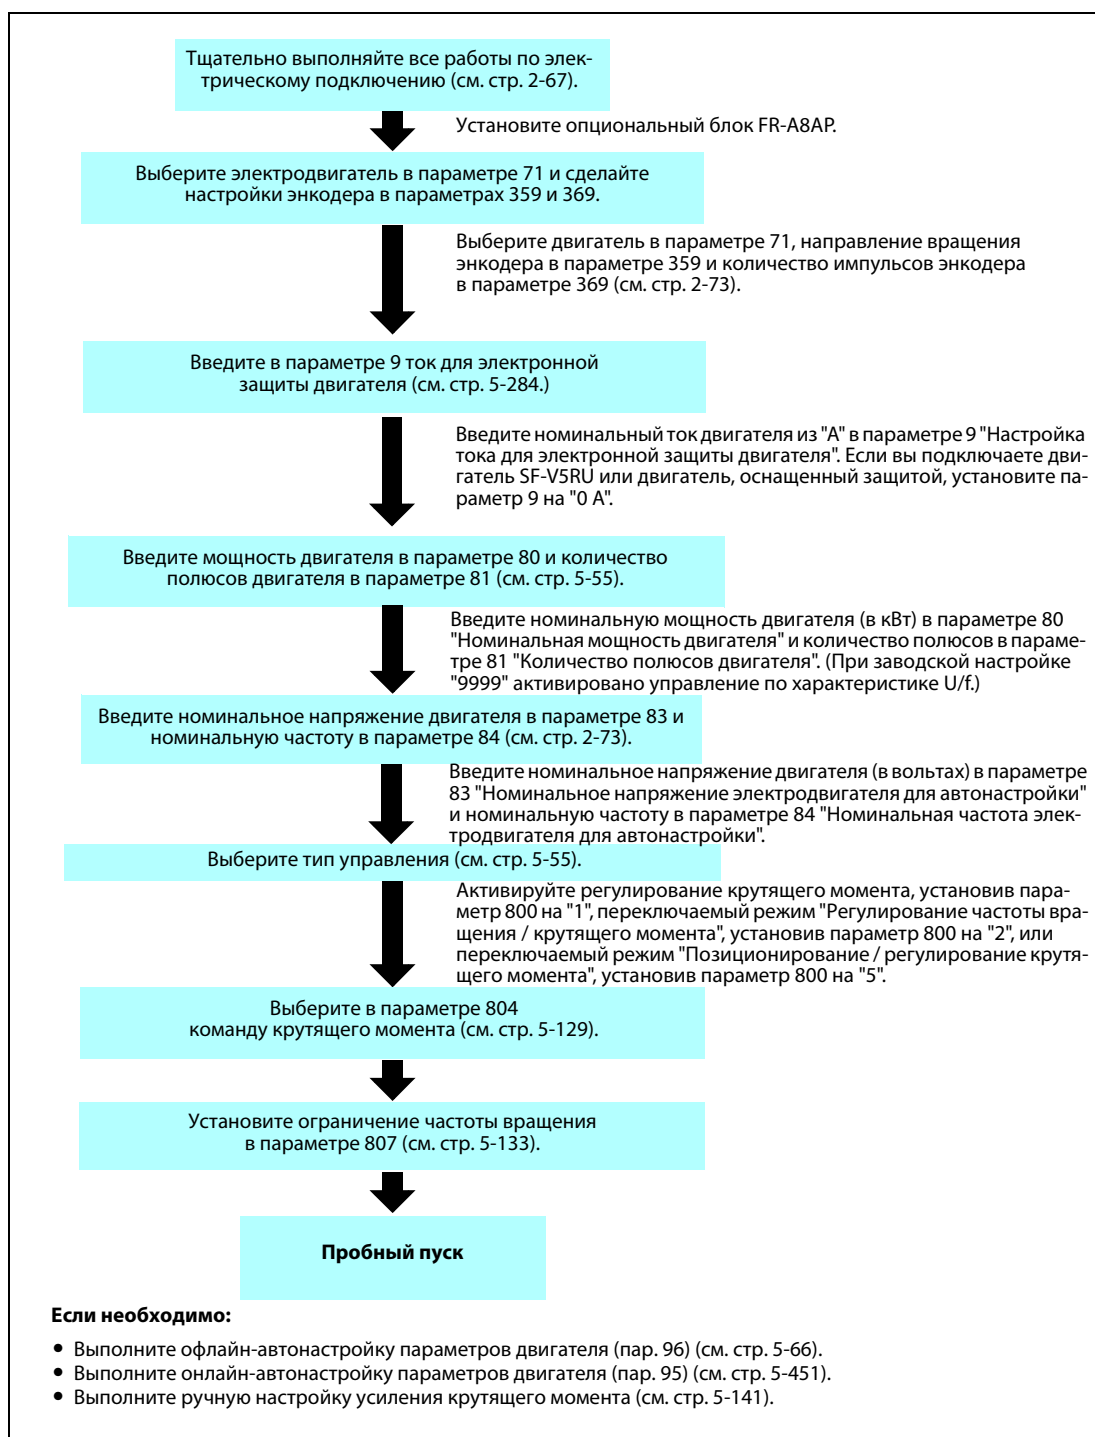 Тщательно выполняйте все работы по элек-
трическому подключению (см. стр. 2-67).
Установите опциональный блок FR-A8AP.
Выберите электродвигатель в параметре 71 и сделайте
настройки энкодера в параметрах 359 и 369.
Выберите двигатель в параметре 71, направление вращения
энкодера в параметре 359 и количество импульсов энкодера
в параметре 369 (см. стр. 2-73).
Введите в параметре 9 ток для электронной
защиты двигателя (см. стр. 5-284.)
Введите номинальный ток двигателя из "A" в параметре 9 "Настройка
тока для электронной защиты двигателя". Если вы подключаете дви-
гатель SF-V5RU или двигатель, оснащенный защитой, установите па-
раметр 9 на "0 A".
Введите мощность двигателя в параметре 80 и количество
полюсов двигателя в параметре 81 (см. стр. 5-55).
Введите номинальную мощность двигателя (в кВт) в параметре 80
"Номинальная мощность двигателя" и количество полюсов в параме-
тре 81 "Количество полюсов двигателя". (При заводской настройке
"9999" активировано управление по характеристике U/f.)
Введите номинальное напряжение двигателя в параметре 83 и
номинальную частоту в параметре 84 (см. стр. 2-73).
Введите номинальное напряжение двигателя (в вольтах) в параметре
83 "Номинальное напряжение электродвигателя для автонастройки"
и номинальную частоту в параметре 84 "Номинальная частота элек-
тродвигателя для автонастройки".
Выберите тип управления (см. стр. 5-55).
Активируйте регулирование крутящего момента, установив пара-
метр 800 на "1", переключаемый режим "Регулирование частоты вра-
щения / крутящего момента", установив параметр 800 на "2", или
переключаемый режим "Позиционирование / регулирование крутя-
щего момента", установив параметр 800 на "5".
Выберите в параметре 804
команду крутящего момента (см. стр. 5-129).
Установите ограничение частоты вращения
в параметре 807 (см. стр. 5-133).
Пробный пуск
Если необходимо:
● Выполните офлайн-автонастройку параметров двигателя (пар. 96) (см. стр. 5-66).
● Выполните онлайн-автонастройку параметров двигателя (пар. 95) (см. стр. 5-451).
● Выполните ручную настройку усиления крутящего момента (см. стр. 5-141).